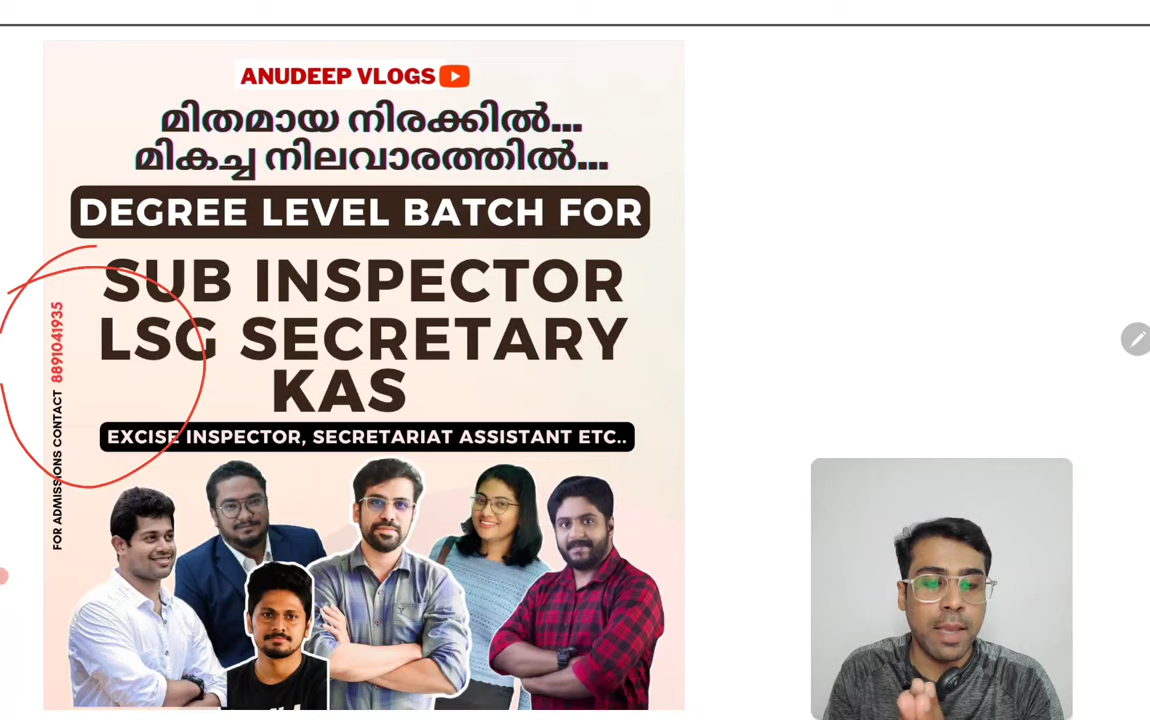 ANUDEEP VLOGS
മിതമായ നിരക്കിൽ...
മികച്ച നിലവാരത്തിൽ...
DEGREE LEVEL BATCH FOR
SUB INSPECTOR
LSG SECRETARY
KAS
EXCISE INSPECTOR, SECRETARIAT ASSISTANT ETC..
FOR ADMISSIONS CONTACT 8891041935